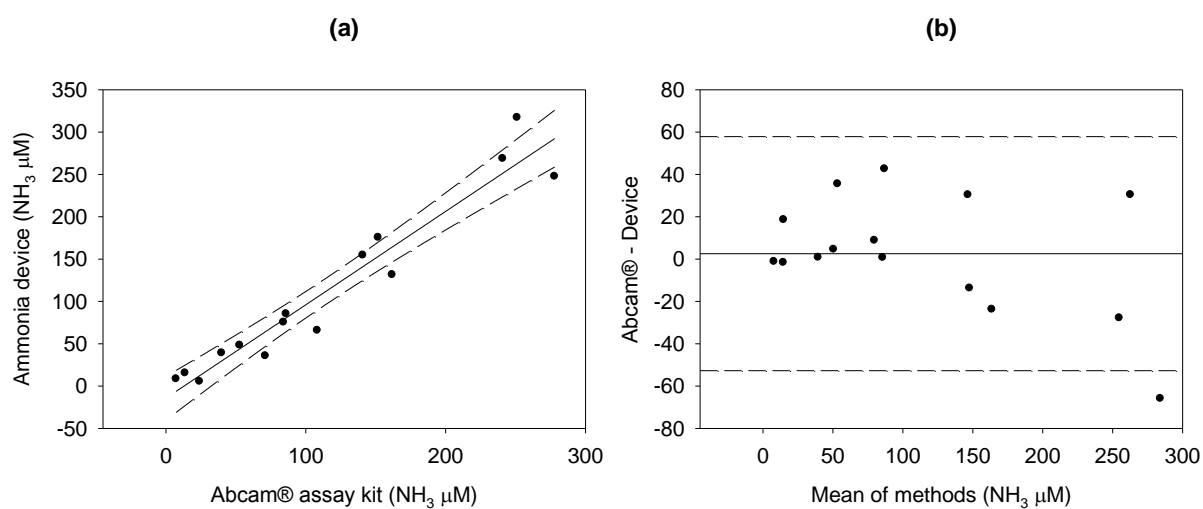 (a)
350
300
250
200
150
100
50
0
-50
Ammonia device (NH₃ μM)
0 100 200 300
Abcam® assay kit (NH₃ μM)
(b)
80
60
40
20
0
-20
-40
-60
-80
Abcam® - Device
0 50 100 150 200 250 300
Mean of methods (NH₃ μM)